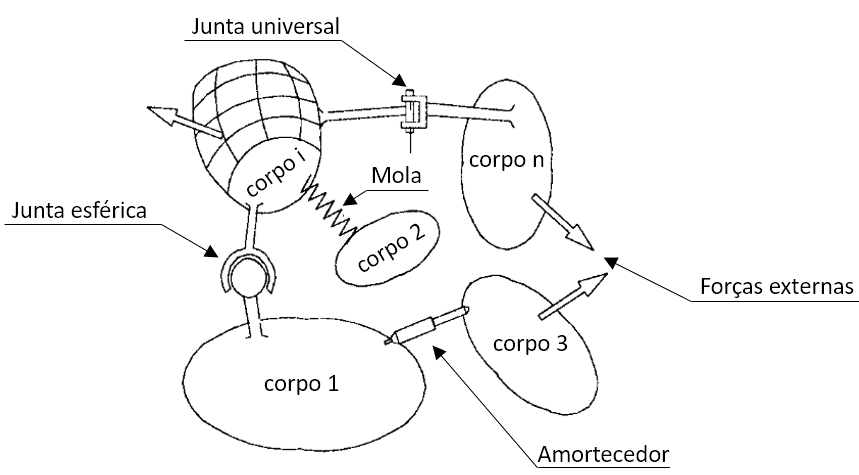 Junta universal
corpo i
corpo n
Mola
Junta esférica
corpo 2
Forças externas
corpo 3
corpo 1
Amortecedor